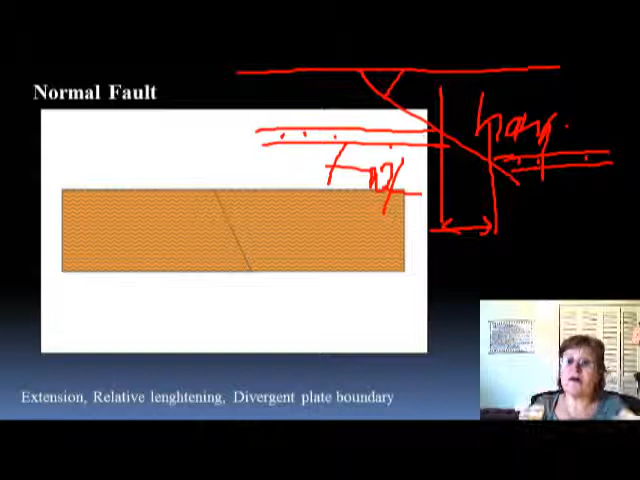 Normal Fault
Extension, Relative lenghtening, Divergent plate boundary